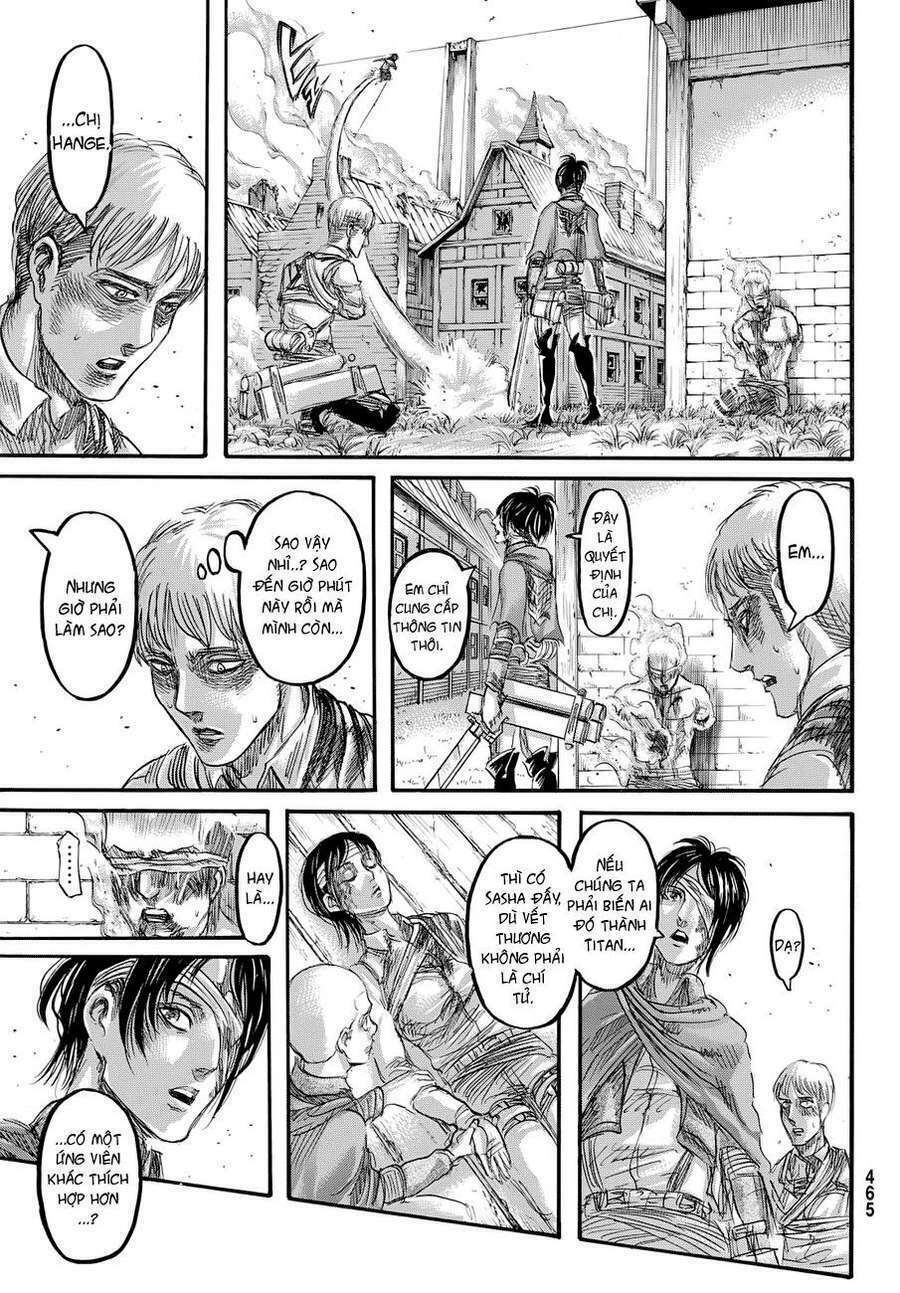 ...CHỊ
HANGE.
EM...
ĐÂY
LÀ
QUYẾT
ĐỊNH
CỦA
CHỊ.
EM CHỈ
CUNG CẤP
THÔNG TIN
THÔI.
SAO VẬY
NHỈ..? SAO
ĐẾN GIỜ PHÚT
NÀY RỒI MÀ
MÌNH CÒN...
NHƯNG
GIỜ PHẢI
LÀM SAO?
DẠ?
NẾU
CHÚNG TA
PHẢI BIẾN AI
ĐÓ THÀNH
TITAN...
THÌ CÓ
SASHA ĐẤY,
DÙ VẾT
THƯƠNG
KHÔNG PHẢI
LÀ CHÍ
TỬ.
HAY
LÀ...
......
...CÓ MỘT
ỨNG VIÊN
KHÁC THÍCH
HỢP HƠN
...?
465